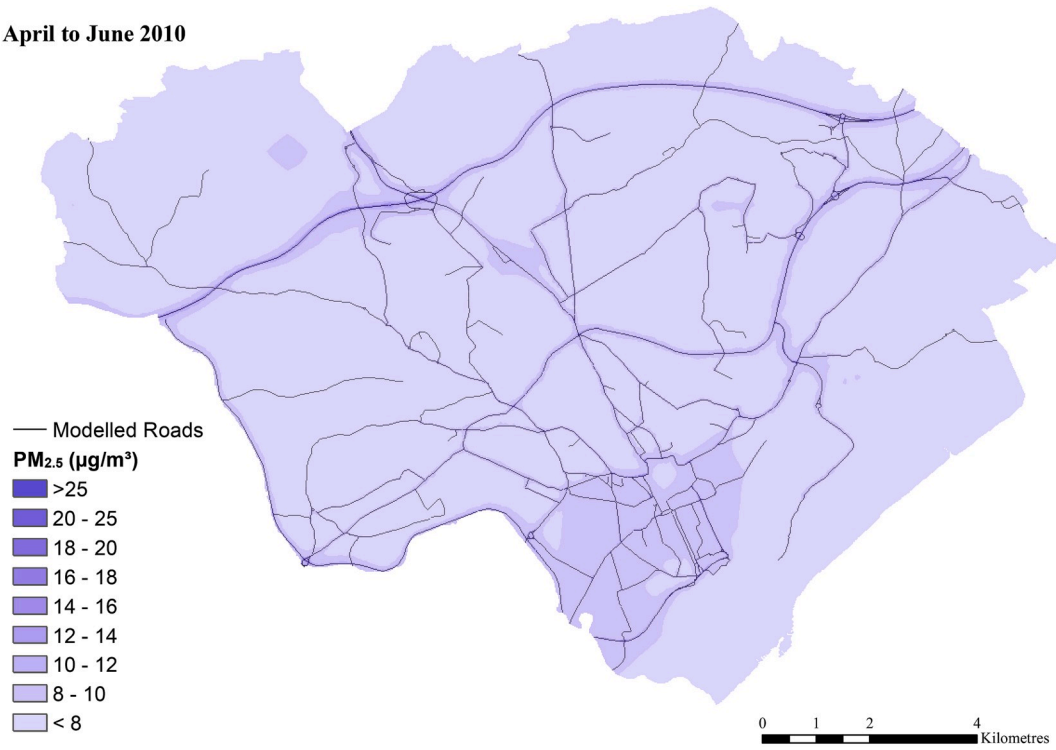 April to June 2010
Modelled Roads
PM₂.₅ (µg/m³)
>25
20 - 25
18 - 20
16 - 18
14 - 16
12 - 14
10 - 12
8 - 10
< 8
0 1 2 4
Kilometres